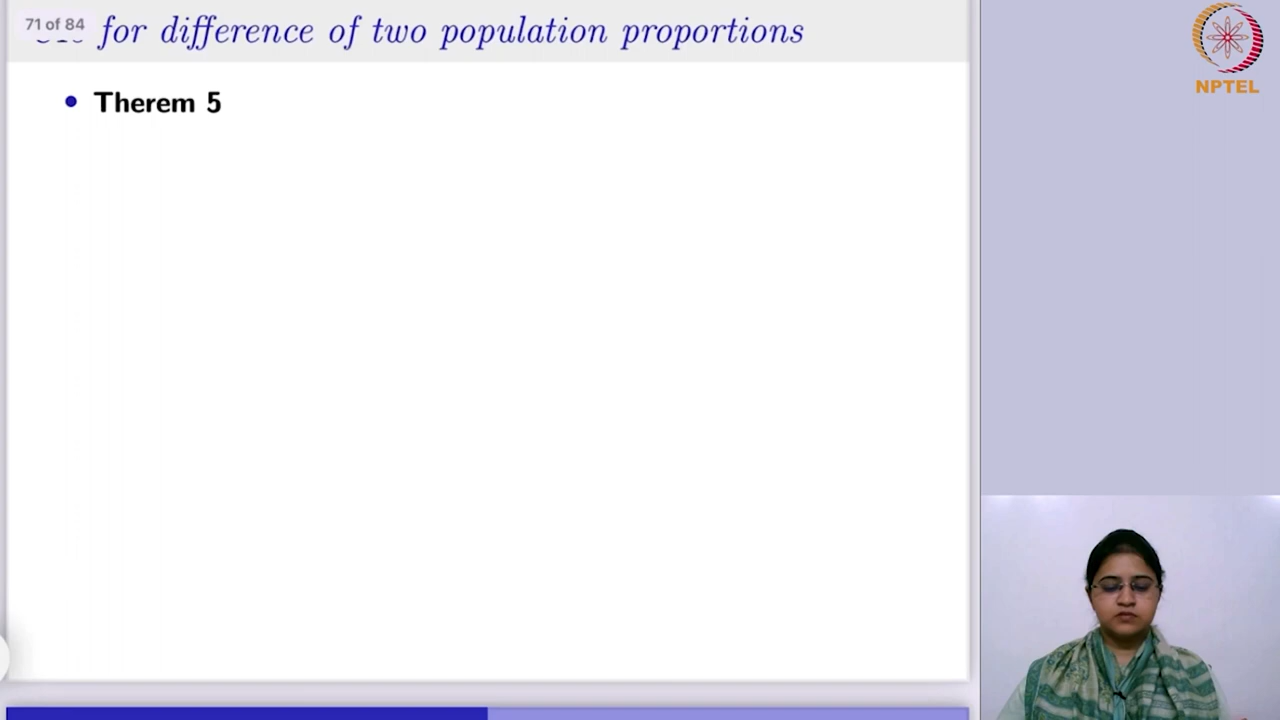 71 of 84
for difference of two population proportions
Therem 5
NPTEL